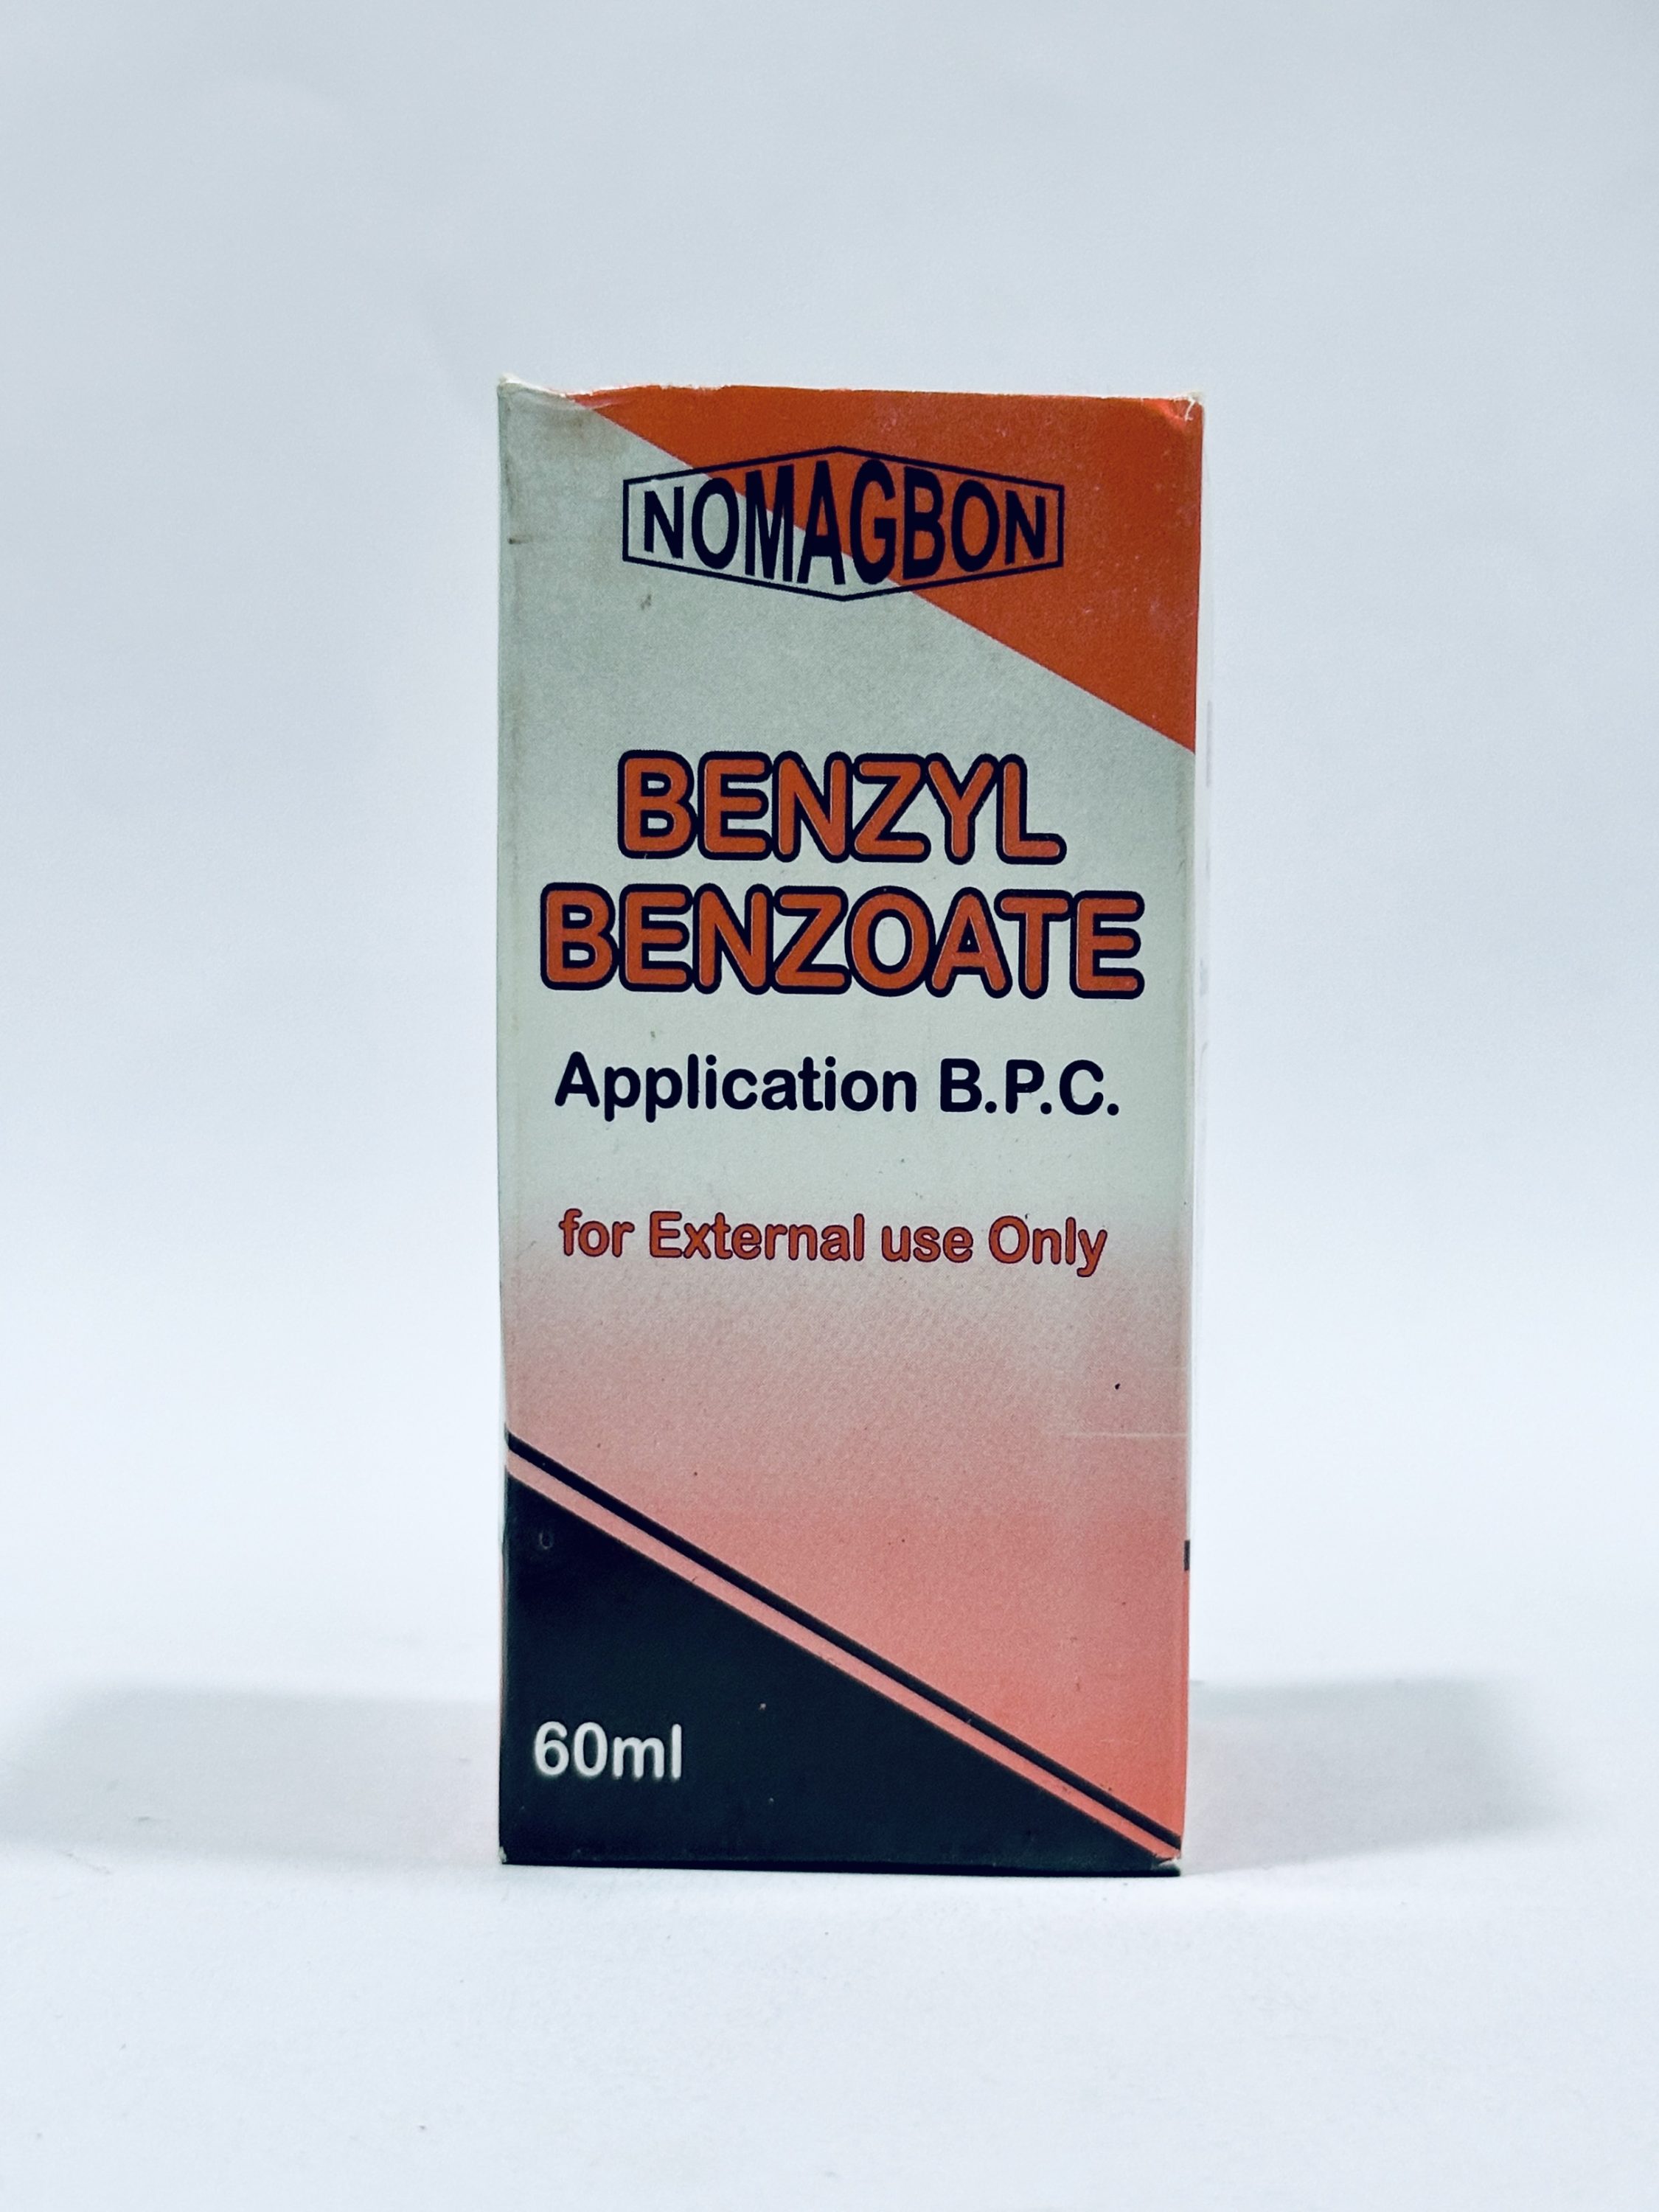 NOMAGBON
BENZYL
BENZOATE
Application B.P.C.
for External use Only
60ml